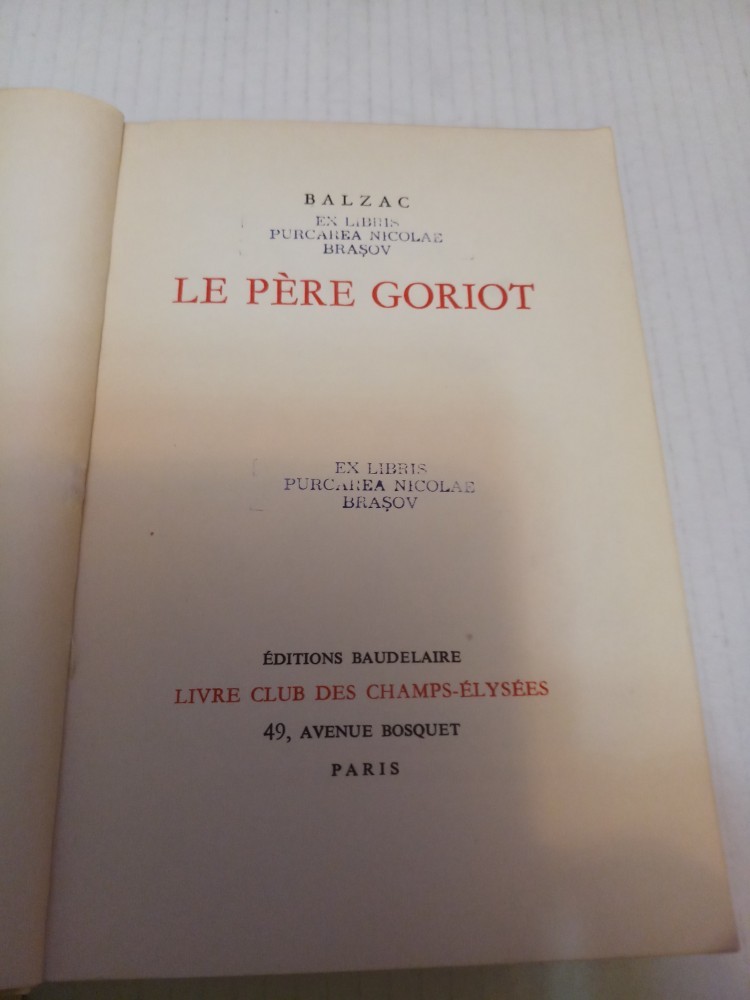 BALZAC
EX LIBRIS
PURCAREA NICOLAE
BRAȘOV
LE PÈRE GORIOT
EX LIBRIS
PURCAREA NICOLAE
BRAȘOV
ÉDITIONS BAUDELAIRE
LIVRE CLUB DES CHAMPS-ÉLYSÉES
49, AVENUE BOSQUET
PARIS